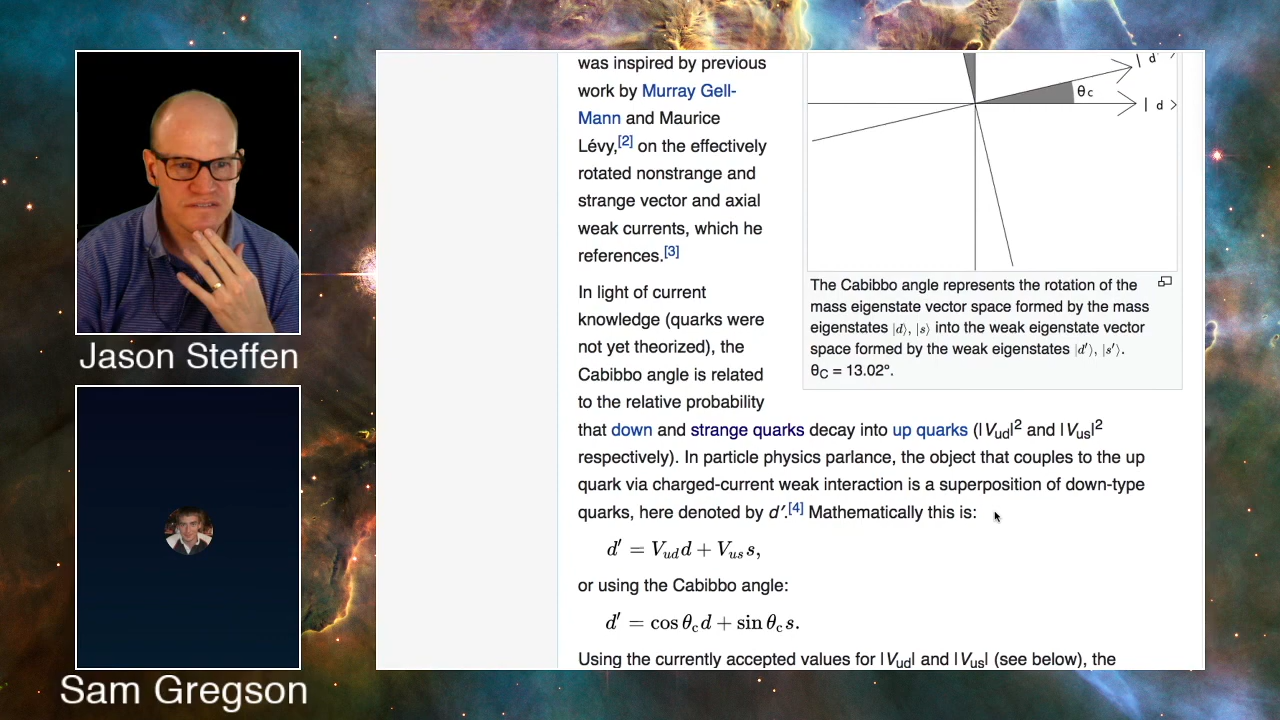 was inspired by previous
work by Murray Gell-
Mann and Maurice
Lévy,[2] on the effectively
rotated nonstrange and
strange vector and axial
weak currents, which he
references.[3]
In light of current
knowledge (quarks were
not yet theorized), the
Cabibbo angle is related
to the relative probability
that down and strange quarks decay into up quarks (|Vud|2 and |Vus|2
respectively). In particle physics parlance, the object that couples to the up
quark via charged-current weak interaction is a superposition of down-type
quarks, here denoted by d′.[4] Mathematically this is:
d′ = Vud d + Vus s,
or using the Cabibbo angle:
d′ = cos θc d + sin θc s.
Using the currently accepted values for |Vud| and |Vus| (see below), the
| d' >
θc
| d >
The Cabibbo angle represents the rotation of the
mass eigenstate vector space formed by the mass
eigenstates |d⟩, |s⟩ into the weak eigenstate vector
space formed by the weak eigenstates |d′⟩, |s′⟩.
θC = 13.02°.
Jason Steffen
Sam Gregson